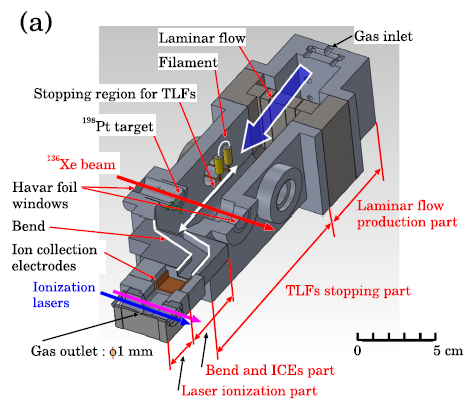 (a)
Laminar flow
Gas inlet
Filament
Stopping region for TLFs
¹⁹⁸Pt target
¹³⁶Xe beam
Havar foil
windows
Laminar flow
production part
Bend
Ion collection
electrodes
Ionization
lasers
TLFs stopping part
Gas outlet : ϕ1 mm
0 5 cm
Bend and ICEs part
Laser ionization part